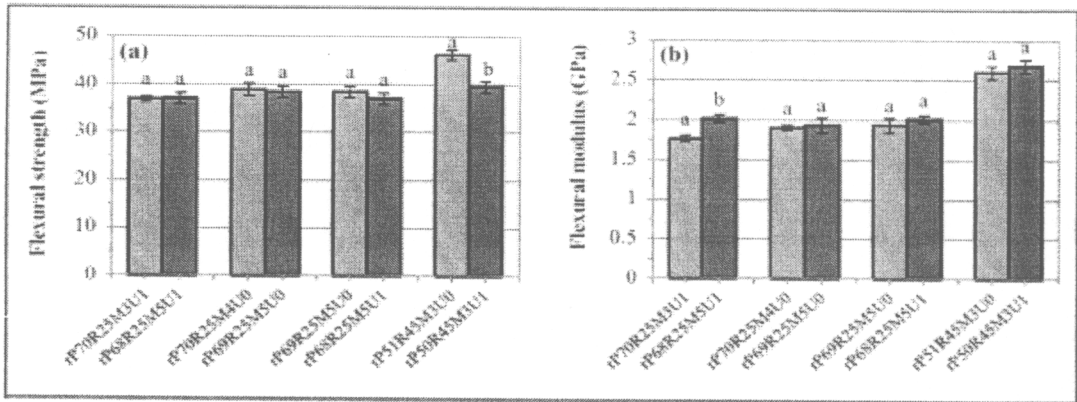 (a)
Flexural strength (MPa)
50
40
30
20
10
0
a a a a a a a b
rP70R25M3U1
rP68R25M5U1
rP70R25M4U0
rP69R25M5U0
rP69R25M5U0
rP68R25M5U1
rP51R45M3U0
rP50R45M3U1
(b)
Flexural modulus (GPa)
3
2.5
2
1.5
1
0.5
0
a b a a a a a a
rP70R25M3U1
rP68R25M5U1
rP70R25M4U0
rP69R25M5U0
rP69R25M5U0
rP68R25M5U1
rP51R45M3U0
rP50R45M3U1